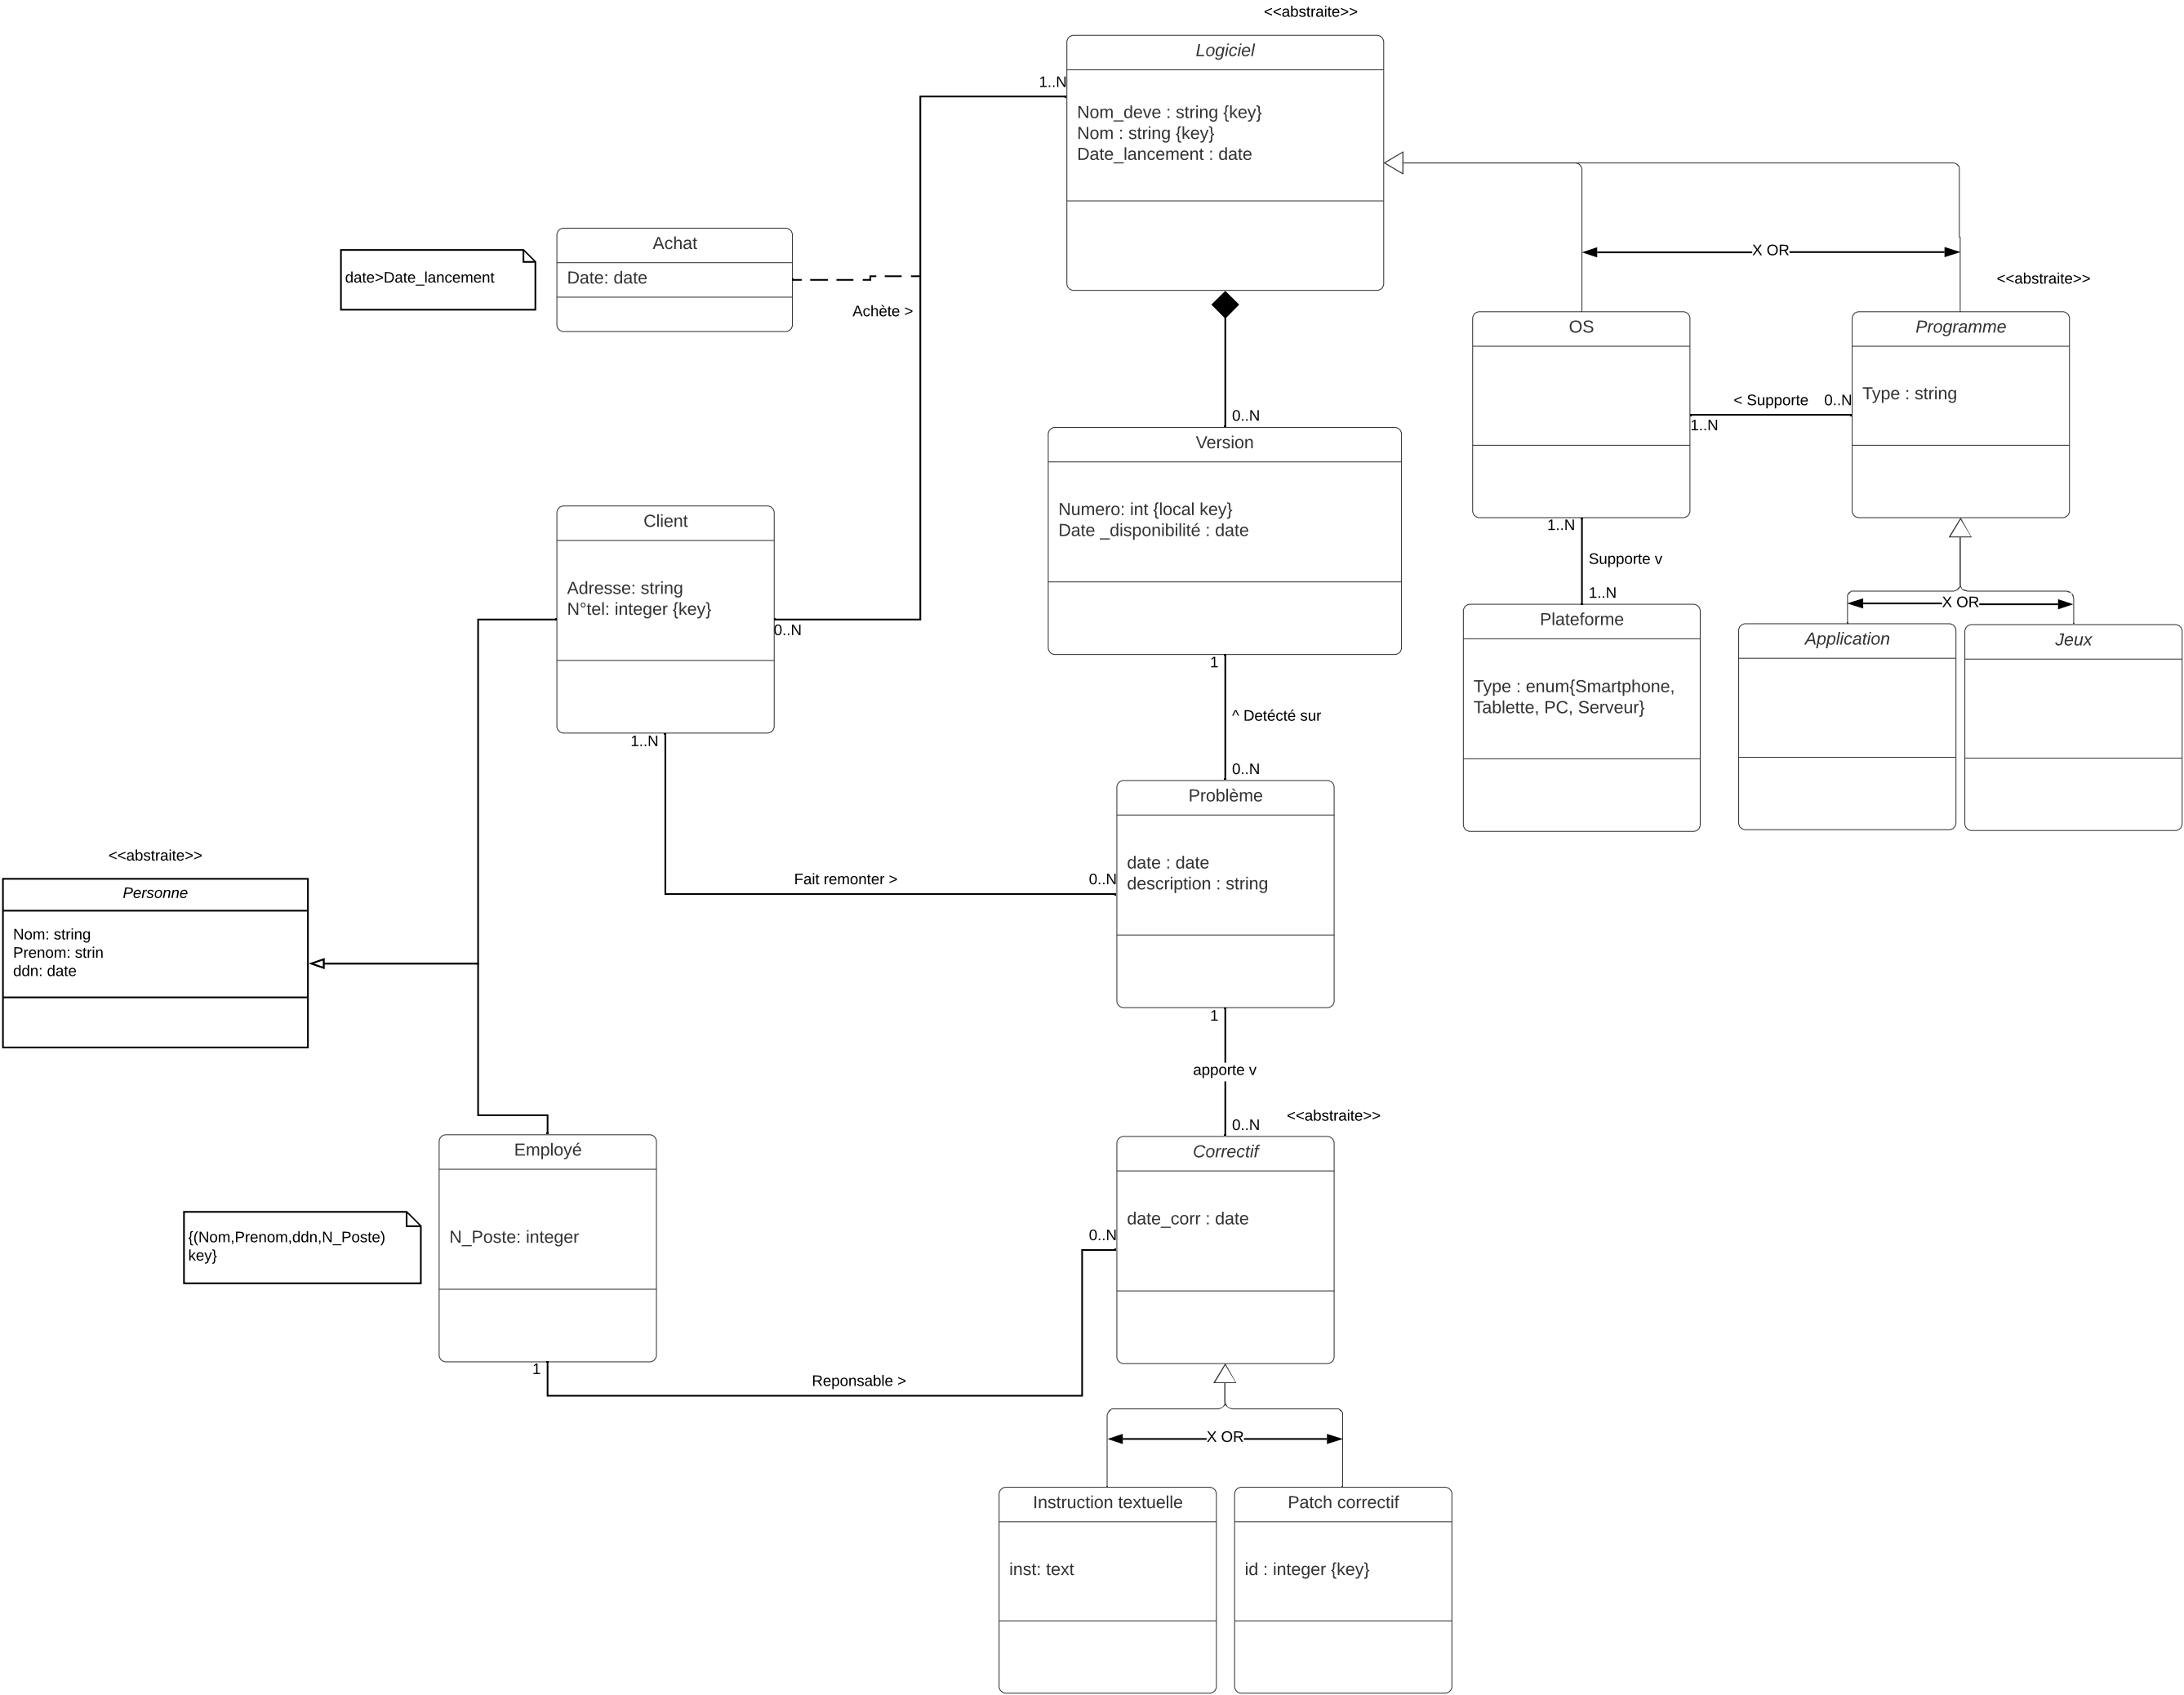 <<abstraite>>
Logiciel
1..N
Nom_deve : string {key}
Nom : string {key}
Date_lancement : date
Achat
Date: date
date>Date_lancement
Achète >
X OR
<<abstraite>>
OS
Programme
Type : string
< Supporte
0..N
1..N
0..N
Version
Numero: int {local key}
Date _disponibilité : date
Client
Adresse: string
N°tel: integer {key}
0..N
1..N
Supporte v
1..N
Plateforme
Type : enum{Smartphone,
Tablette, PC, Serveur}
X OR
Application
Jeux
1
^ Detécté sur
0..N
1..N
Problème
date : date
description : string
Fait remonter >
0..N
<<abstraite>>
Personne
Nom: string
Prenom: strin
ddn: date
1
apporte v
0..N
<<abstraite>>
Correctif
date_corr : date
Employé
N_Poste: integer
{(Nom,Prenom,ddn,N_Poste)
key}
0..N
1
Reponsable >
X OR
Instruction textuelle
inst: text
Patch correctif
id : integer {key}